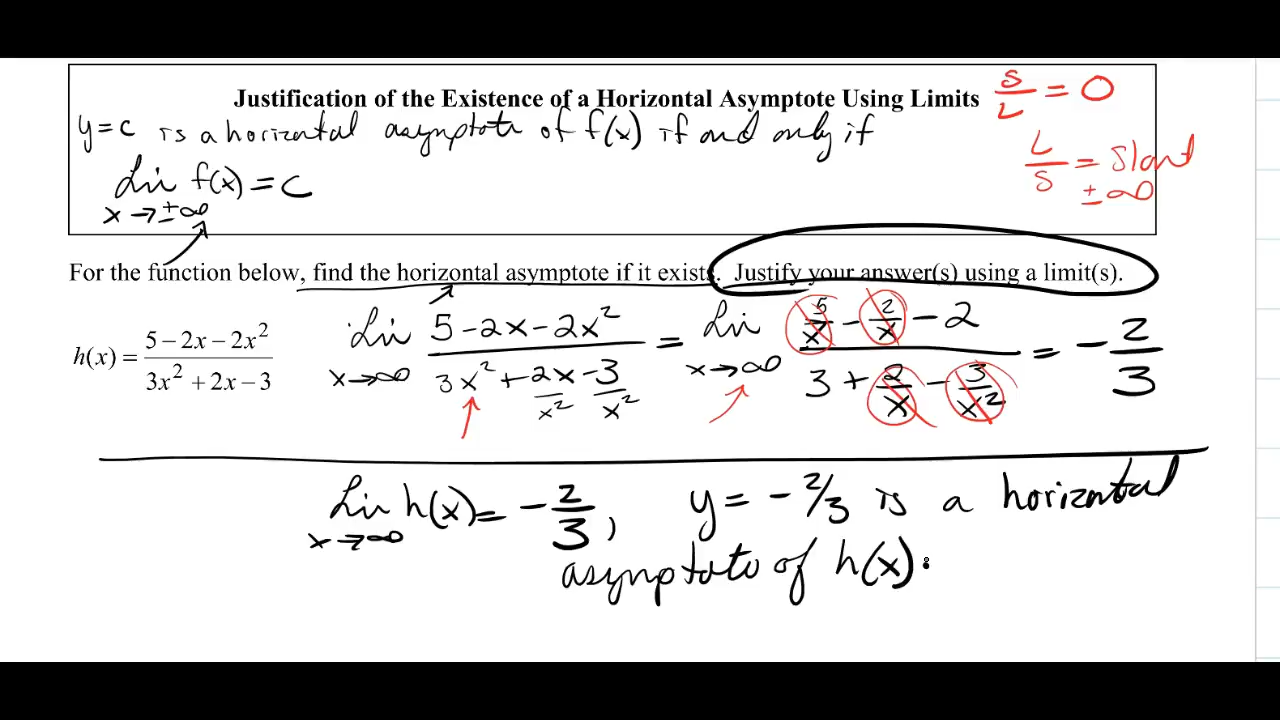 Justification of the Existence of a Horizontal Asymptote Using Limits
S/L = 0
y = c is a horizontal asymptote of f(x) if and only if
L/S = Slant ±∞
Lim x→±∞ f(x) = c
For the function below, find the horizontal asymptote if it exists. Justify your answer(s) using a limit(s).
h(x) = (5 − 2x − 2x²)/(3x² + 2x − 3)
Lim x→∞ (5 − 2x − 2x²)/(3x² + 2x/x² − 3/x²) = Lim x→∞ (5/x² − 2/x − 2)/(3 + 2/x − 3/x²) = − 2/3
Lim x→∞ h(x) = − 2/3, y = − 2/3 is a horizontal
asymptote of h(x).